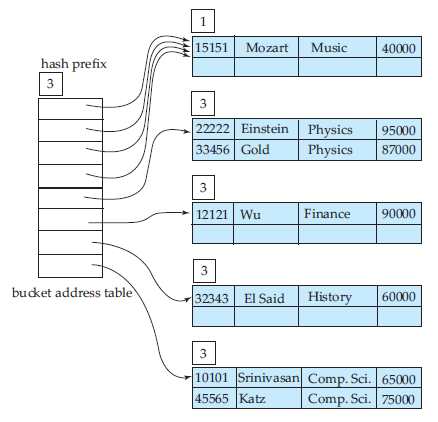 1
15151 Mozart Music 40000
hash prefix
3
3
22222 Einstein Physics 95000
33456 Gold Physics 87000
3
12121 Wu Finance 90000
3
bucket address table
32343 El Said History 60000
3
10101 Srinivasan Comp. Sci. 65000
45565 Katz Comp. Sci. 75000